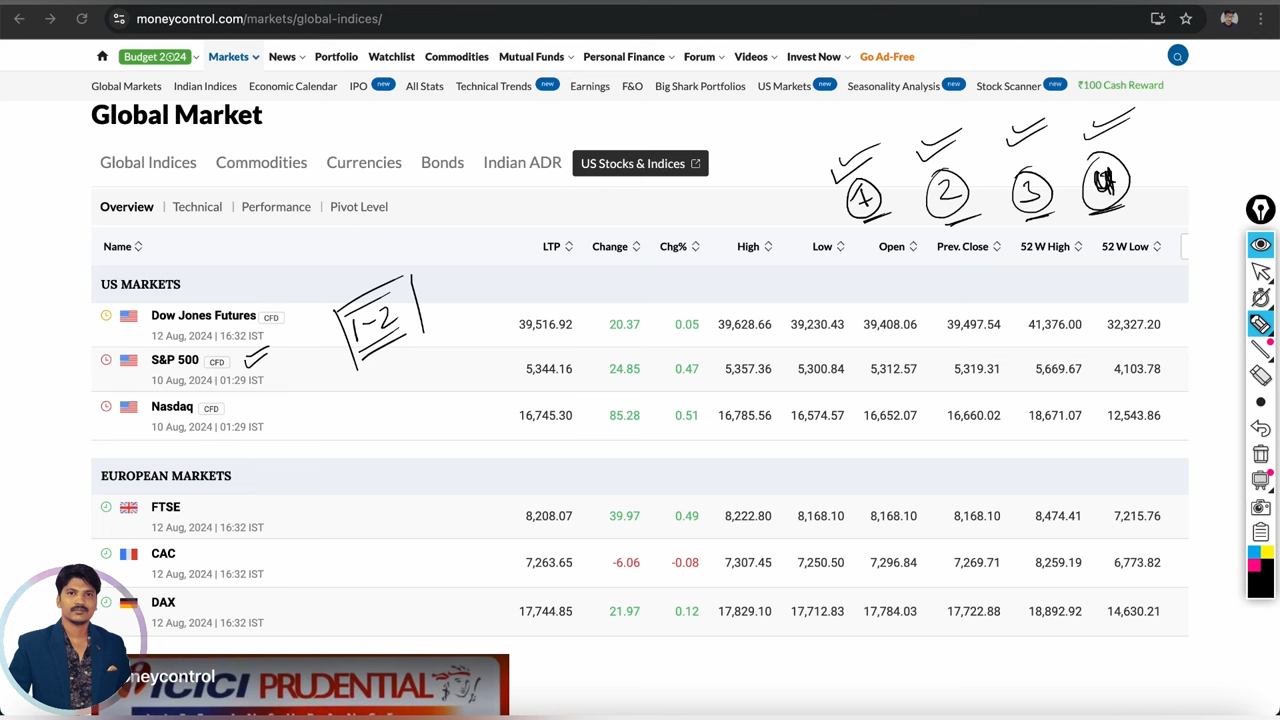 moneycontrol.com/markets/global-indices/
Budget 2024 Markets News Portfolio Watchlist Commodities Mutual Funds Personal Finance Forum Videos Invest Now Go Ad-Free
Global Markets Indian Indices Economic Calendar IPO new All Stats Technical Trends new Earnings F&O Big Shark Portfolios US Markets new Seasonality Analysis new Stock Scanner new ₹100 Cash Reward
Global Market
Global Indices Commodities Currencies Bonds Indian ADR US Stocks & Indices
1 2 3 4
Overview | Technical | Performance | Pivot Level
Name LTP Change Chg% High Low Open Prev. Close 52 W High 52 W Low
US MARKETS
Dow Jones Futures CFD 39,516.92 20.37 0.05 39,628.66 39,230.43 39,408.06 39,497.54 41,376.00 32,327.20
12 Aug, 2024 | 16:32 IST
1-2
S&P 500 CFD 5,344.16 24.85 0.47 5,357.36 5,300.84 5,312.57 5,319.31 5,669.67 4,103.78
10 Aug, 2024 | 01:29 IST
Nasdaq CFD 16,745.30 85.28 0.51 16,785.56 16,574.57 16,652.07 16,660.02 18,671.07 12,543.86
10 Aug, 2024 | 01:29 IST
EUROPEAN MARKETS
FTSE 8,208.07 39.97 0.49 8,222.80 8,168.10 8,168.10 8,168.10 8,474.41 7,215.76
12 Aug, 2024 | 16:32 IST
CAC 7,263.65 -6.06 -0.08 7,307.45 7,250.50 7,296.84 7,269.71 8,259.19 6,773.82
12 Aug, 2024 | 16:32 IST
DAX 17,744.85 21.97 0.12 17,829.10 17,712.83 17,784.03 17,722.88 18,892.92 14,630.21
12 Aug, 2024 | 16:32 IST
neycontrol
ICICI PRUDENTIAL